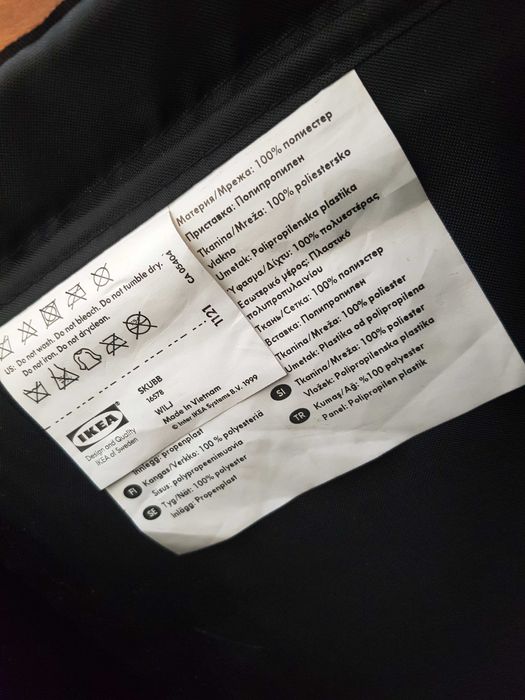 US: Do not wash. Do not bleach. Do not tumble dry.
Do not iron. Do not dryclean.
CA 05404
1121
IKEA
Design and Quality
IKEA of Sweden
SKUBB
16578
WILJ
Made in Vietnam
© Inter IKEA Systems B.V. 1999
Материя/Мрежа: 100% полиестер
Приставка: Полипропилен
Tkanina/Mreža: 100% poliestersko
vlakno
Umetak: Polipropilenska plastika
Ύφασμα/Δίχτυ: 100% πολυεστέρας
Εσωτερικό μέρος: Πλαστικό
πολυπροπυλαινίου
Ткань/Сетка: 100% полиэстер
Вставка: Полипропилен
Tkanina/Mreža: 100% poliester
Umetak: Plastika od polipropilena
SI Tkanina/Mreža: 100% poliester
Vložek: Polipropilenska plastika
TR Kumaş/Ağ: %100 polyester
Panel: Polipropilen plastik
Innlegg: propenplast
FI Kangas/Verkko: 100 % polyesteriä
Sisus: polypropeenimuovia
SE Tyg/Nät: 100% polyester
Inlägg: Propenplast